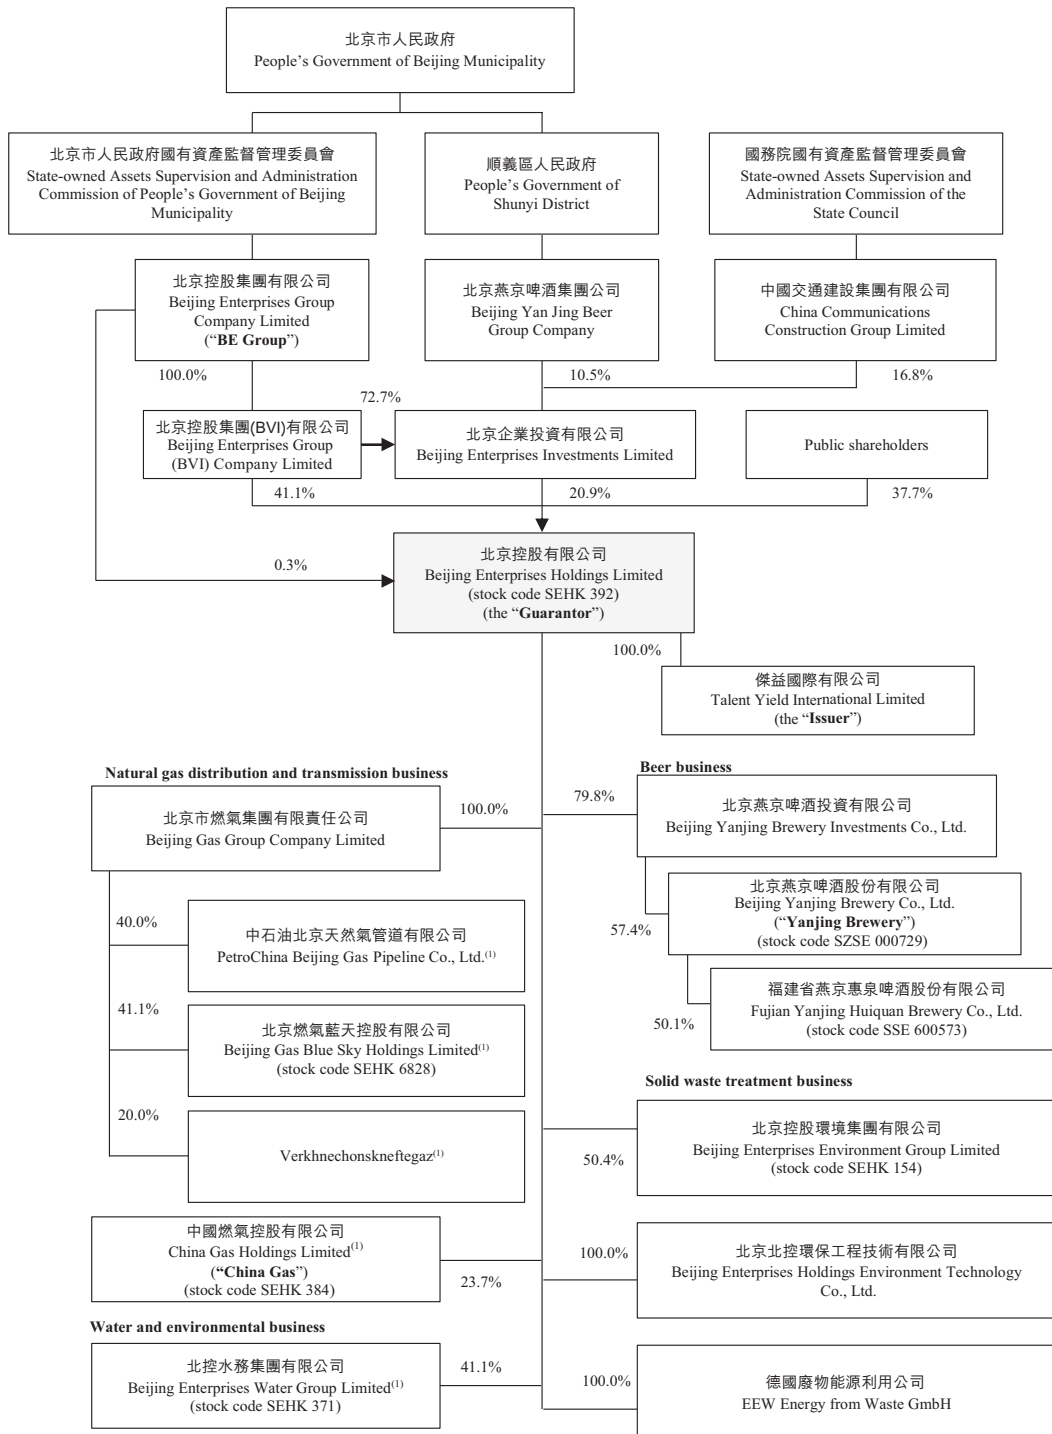 北京市人民政府
People's Government of Beijing Municipality
北京市人民政府國有資產監督管理委員會
State-owned Assets Supervision and Administration
Commission of People's Government of Beijing
Municipality
順義區人民政府
People's Government of
Shunyi District
國務院國有資產監督管理委員會
State-owned Assets Supervision and
Administration Commission of the
State Council
北京控股集團有限公司
Beijing Enterprises Group
Company Limited
("BE Group")
北京燕京啤酒集團公司
Beijing Yan Jing Beer
Group Company
中國交通建設集團有限公司
China Communications
Construction Group Limited
100.0%
72.7%
10.5%
16.8%
北京控股集團(BVI)有限公司
Beijing Enterprises Group
(BVI) Company Limited
北京企業投資有限公司
Beijing Enterprises Investments Limited
Public shareholders
41.1%
20.9%
37.7%
0.3%
北京控股有限公司
Beijing Enterprises Holdings Limited
(stock code SEHK 392)
(the "Guarantor")
100.0%
傑益國際有限公司
Talent Yield International Limited
(the "Issuer")
Natural gas distribution and transmission business
北京市燃氣集團有限責任公司
Beijing Gas Group Company Limited
100.0%
40.0%
中石油北京天然氣管道有限公司
PetroChina Beijing Gas Pipeline Co., Ltd.(1)
41.1%
北京燃氣藍天控股有限公司
Beijing Gas Blue Sky Holdings Limited(1)
(stock code SEHK 6828)
20.0%
Verkhnechonskneftegaz(1)
中國燃氣控股有限公司
China Gas Holdings Limited(1)
("China Gas")
(stock code SEHK 384)
23.7%
Water and environmental business
北控水務集團有限公司
Beijing Enterprises Water Group Limited(1)
(stock code SEHK 371)
41.1%
Beer business
79.8%
北京燕京啤酒投資有限公司
Beijing Yanjing Brewery Investments Co., Ltd.
57.4%
北京燕京啤酒股份有限公司
Beijing Yanjing Brewery Co., Ltd.
("Yanjing Brewery")
(stock code SZSE 000729)
50.1%
福建省燕京惠泉啤酒股份有限公司
Fujian Yanjing Huiquan Brewery Co., Ltd.
(stock code SSE 600573)
Solid waste treatment business
50.4%
北京控股環境集團有限公司
Beijing Enterprises Environment Group Limited
(stock code SEHK 154)
100.0%
北京北控環保工程技術有限公司
Beijing Enterprises Holdings Environment Technology
Co., Ltd.
100.0%
德國廢物能源利用公司
EEW Energy from Waste GmbH